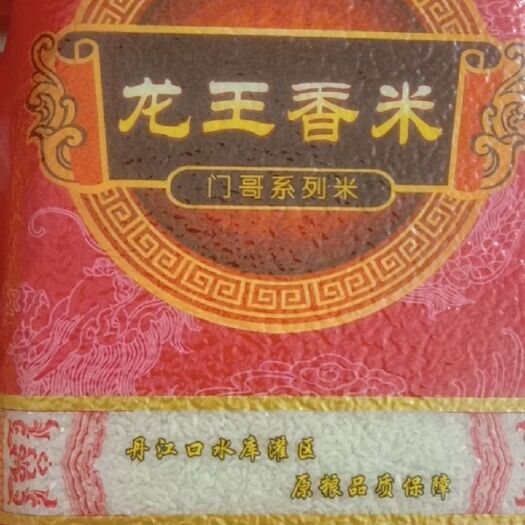 龙王香米
门哥系列米
丹江口水库灌区
原粮品质保障